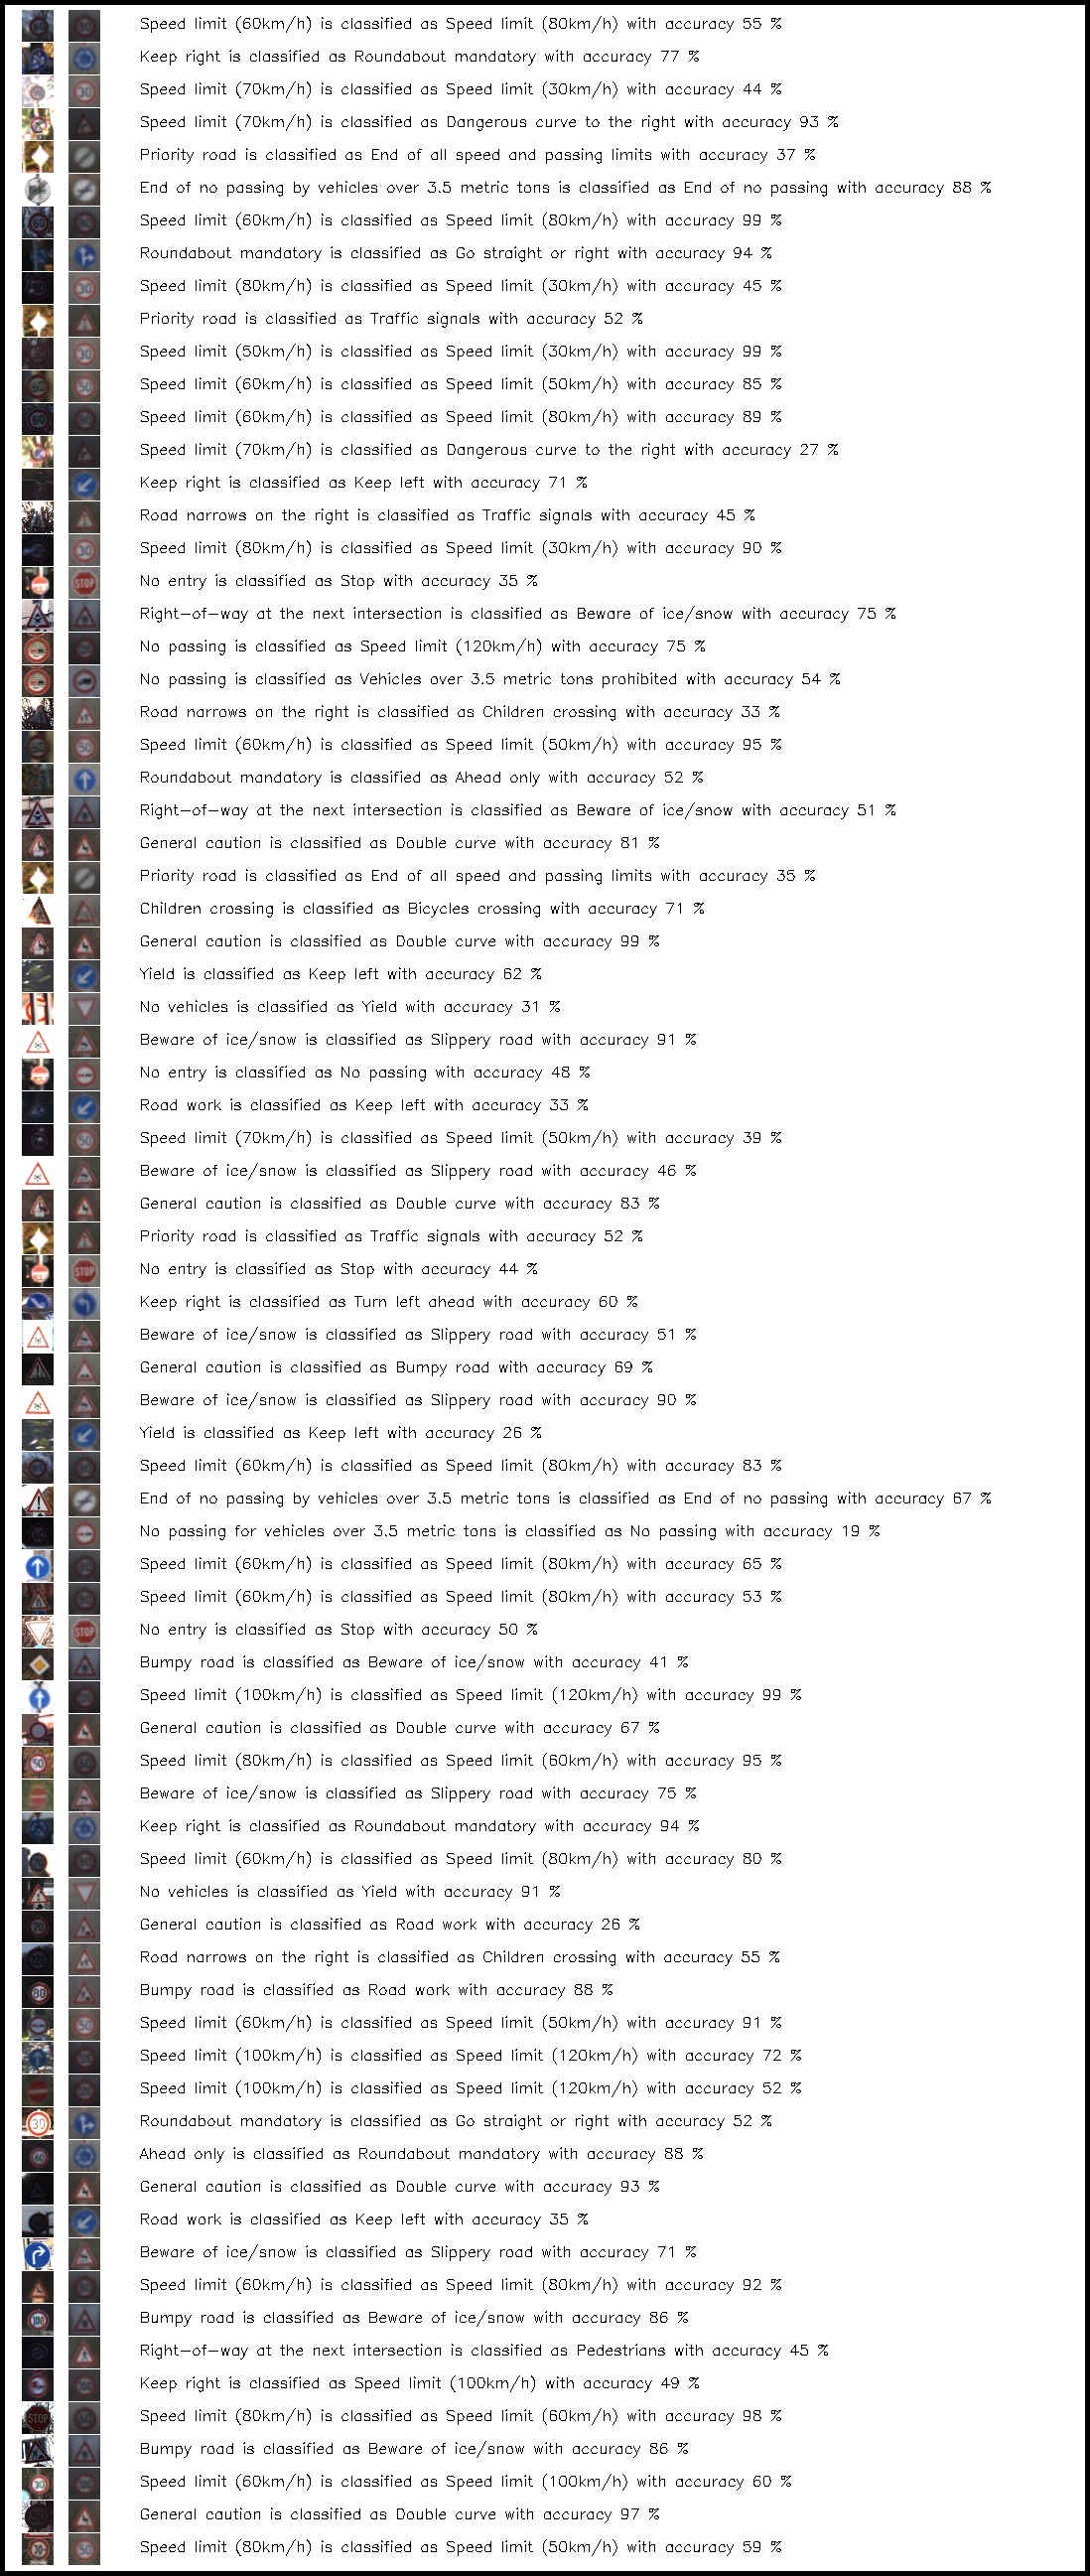 Speed limit (60km/h) is classified as Speed limit (80km/h) with accuracy 55 %
Keep right is classified as Roundabout mandatory with accuracy 77 %
30 Speed limit (70km/h) is classified as Speed limit (30km/h) with accuracy 44 %
Speed limit (70km/h) is classified as Dangerous curve to the right with accuracy 93 %
Priority road is classified as End of all speed and passing limits with accuracy 37 %
End of no passing by vehicles over 3.5 metric tons is classified as End of no passing with accuracy 88 %
60 Speed limit (60km/h) is classified as Speed limit (80km/h) with accuracy 99 %
Roundabout mandatory is classified as Go straight or right with accuracy 94 %
30 Speed limit (80km/h) is classified as Speed limit (30km/h) with accuracy 45 %
Priority road is classified as Traffic signals with accuracy 52 %
30 Speed limit (50km/h) is classified as Speed limit (30km/h) with accuracy 99 %
50 Speed limit (60km/h) is classified as Speed limit (50km/h) with accuracy 85 %
60 Speed limit (60km/h) is classified as Speed limit (80km/h) with accuracy 89 %
Speed limit (70km/h) is classified as Dangerous curve to the right with accuracy 27 %
Keep right is classified as Keep left with accuracy 71 %
Road narrows on the right is classified as Traffic signals with accuracy 45 %
30 Speed limit (80km/h) is classified as Speed limit (30km/h) with accuracy 90 %
STOP No entry is classified as Stop with accuracy 35 %
Right-of-way at the next intersection is classified as Beware of ice/snow with accuracy 75 %
No passing is classified as Speed limit (120km/h) with accuracy 75 %
No passing is classified as Vehicles over 3.5 metric tons prohibited with accuracy 54 %
Road narrows on the right is classified as Children crossing with accuracy 33 %
50 Speed limit (60km/h) is classified as Speed limit (50km/h) with accuracy 95 %
Roundabout mandatory is classified as Ahead only with accuracy 52 %
Right-of-way at the next intersection is classified as Beware of ice/snow with accuracy 51 %
General caution is classified as Double curve with accuracy 81 %
Priority road is classified as End of all speed and passing limits with accuracy 35 %
Children crossing is classified as Bicycles crossing with accuracy 71 %
General caution is classified as Double curve with accuracy 99 %
Yield is classified as Keep left with accuracy 62 %
No vehicles is classified as Yield with accuracy 31 %
Beware of ice/snow is classified as Slippery road with accuracy 91 %
No entry is classified as No passing with accuracy 48 %
Road work is classified as Keep left with accuracy 33 %
50 Speed limit (70km/h) is classified as Speed limit (50km/h) with accuracy 39 %
Beware of ice/snow is classified as Slippery road with accuracy 46 %
General caution is classified as Double curve with accuracy 83 %
Priority road is classified as Traffic signals with accuracy 52 %
STOP No entry is classified as Stop with accuracy 44 %
Keep right is classified as Turn left ahead with accuracy 60 %
Beware of ice/snow is classified as Slippery road with accuracy 51 %
General caution is classified as Bumpy road with accuracy 69 %
Beware of ice/snow is classified as Slippery road with accuracy 90 %
Yield is classified as Keep left with accuracy 26 %
Speed limit (60km/h) is classified as Speed limit (80km/h) with accuracy 83 %
End of no passing by vehicles over 3.5 metric tons is classified as End of no passing with accuracy 67 %
No passing for vehicles over 3.5 metric tons is classified as No passing with accuracy 19 %
Speed limit (60km/h) is classified as Speed limit (80km/h) with accuracy 65 %
Speed limit (60km/h) is classified as Speed limit (80km/h) with accuracy 53 %
STOP No entry is classified as Stop with accuracy 50 %
Bumpy road is classified as Beware of ice/snow with accuracy 41 %
Speed limit (100km/h) is classified as Speed limit (120km/h) with accuracy 99 %
General caution is classified as Double curve with accuracy 67 %
50 Speed limit (80km/h) is classified as Speed limit (60km/h) with accuracy 95 %
Beware of ice/snow is classified as Slippery road with accuracy 75 %
Keep right is classified as Roundabout mandatory with accuracy 94 %
Speed limit (60km/h) is classified as Speed limit (80km/h) with accuracy 80 %
No vehicles is classified as Yield with accuracy 91 %
70 General caution is classified as Road work with accuracy 26 %
Road narrows on the right is classified as Children crossing with accuracy 55 %
80 Bumpy road is classified as Road work with accuracy 88 %
50 Speed limit (60km/h) is classified as Speed limit (50km/h) with accuracy 91 %
Speed limit (100km/h) is classified as Speed limit (120km/h) with accuracy 72 %
Speed limit (100km/h) is classified as Speed limit (120km/h) with accuracy 52 %
30 Roundabout mandatory is classified as Go straight or right with accuracy 52 %
60 Ahead only is classified as Roundabout mandatory with accuracy 88 %
General caution is classified as Double curve with accuracy 93 %
Road work is classified as Keep left with accuracy 35 %
Beware of ice/snow is classified as Slippery road with accuracy 71 %
Speed limit (60km/h) is classified as Speed limit (80km/h) with accuracy 92 %
100 Bumpy road is classified as Beware of ice/snow with accuracy 86 %
Right-of-way at the next intersection is classified as Pedestrians with accuracy 45 %
Keep right is classified as Speed limit (100km/h) with accuracy 49 %
STOP Speed limit (80km/h) is classified as Speed limit (60km/h) with accuracy 98 %
Bumpy road is classified as Beware of ice/snow with accuracy 86 %
Speed limit (60km/h) is classified as Speed limit (100km/h) with accuracy 60 %
50 General caution is classified as Double curve with accuracy 97 %
30 50 Speed limit (80km/h) is classified as Speed limit (50km/h) with accuracy 59 %